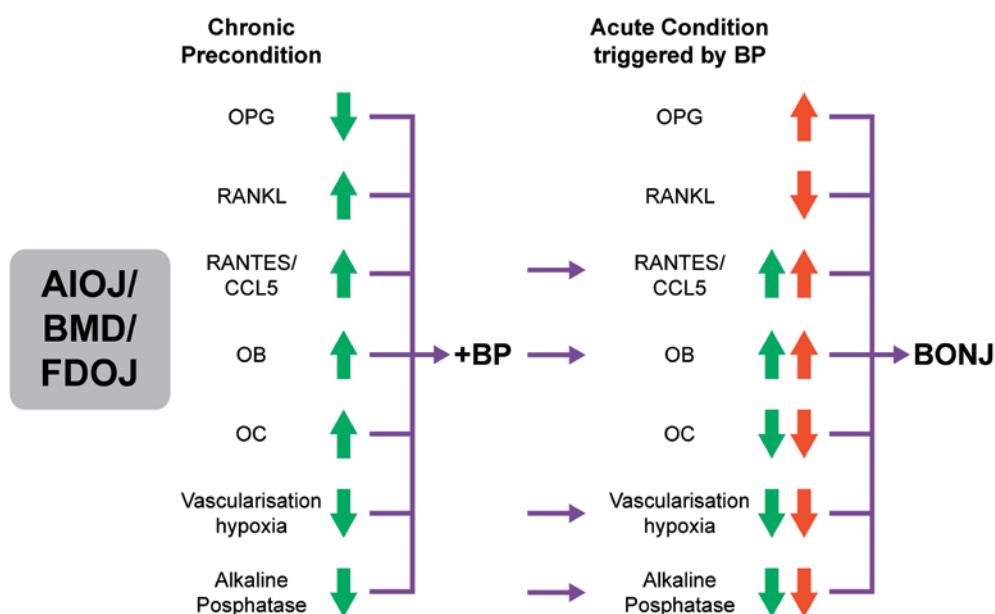 Chronic
Precondition
Acute Condition
triggered by BP
OPG
OPG
RANKL
RANKL
AIOJ/
BMD/
FDOJ
RANTES/
CCL5
RANTES/
CCL5
OB
+BP
OB
BONJ
OC
OC
Vascularisation
hypoxia
Vascularisation
hypoxia
Alkaline
Posphatase
Alkaline
Posphatase